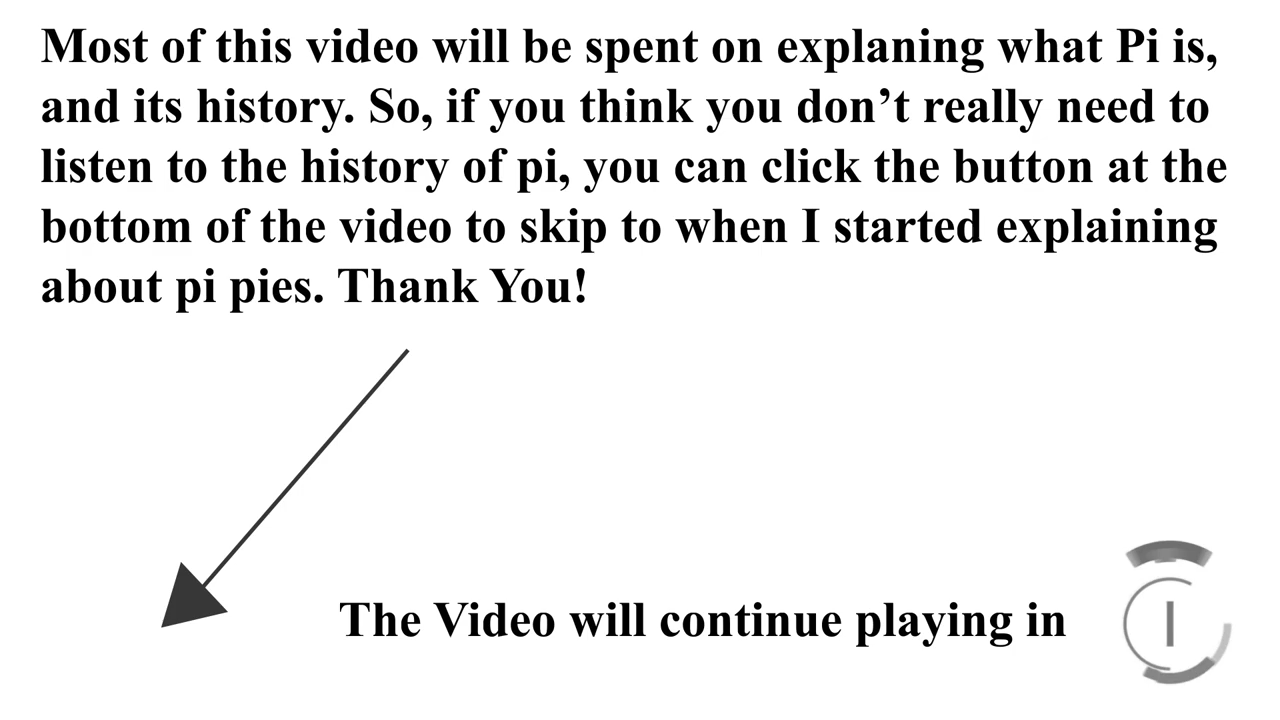 Most of this video will be spent on explaning what Pi is,
and its history. So, if you think you don’t really need to
listen to the history of pi, you can click the button at the
bottom of the video to skip to when I started explaining
about pi pies. Thank You!
The Video will continue playing in
1